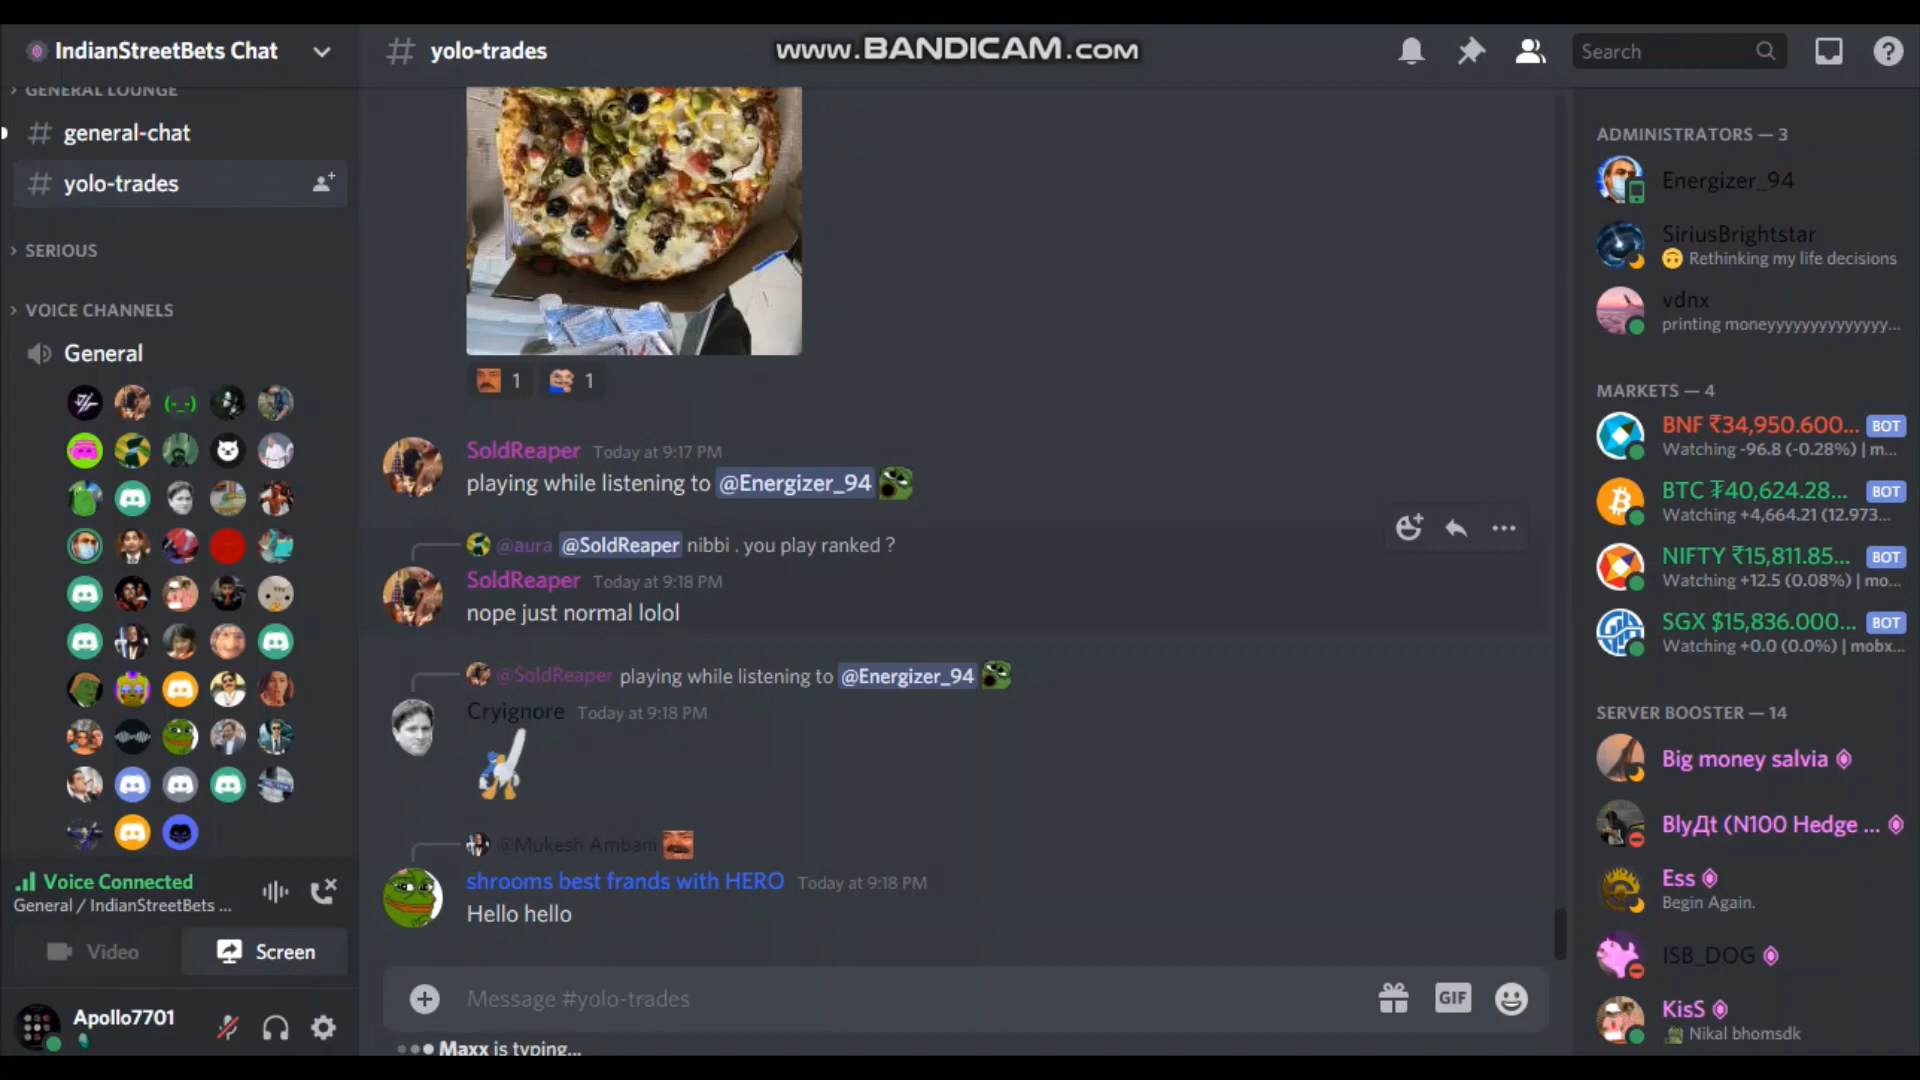 IndianStreetBets Chat
yolo-trades
www.BANDICAM.com
Search
GENERAL LOUNGE
general-chat
yolo-trades
SERIOUS
VOICE CHANNELS
General
Voice Connected
General / IndianStreetBets ...
Video
Screen
Apollo7701
1 1
SoldReaper Today at 9:17 PM
playing while listening to @Energizer_94
@aura @SoldReaper nibbi . you play ranked ?
SoldReaper Today at 9:18 PM
nope just normal lolol
@SoldReaper playing while listening to @Energizer_94
Cryignore Today at 9:18 PM
@Mukesh Ambani
shrooms best frands with HERO Today at 9:18 PM
Hello hello
Message #yolo-trades
GIF
Maxx is typing...
ADMINISTRATORS — 3
Energizer_94
SiriusBrightstar
Rethinking my life decisions
vdnx
printing moneyyyyyyyyyyyyyy...
MARKETS — 4
BNF ₹34,950.600... BOT
Watching -96.8 (-0.28%) | m...
BTC ₮40,624.28... BOT
Watching +4,664.21 (12.973...
NIFTY ₹15,811.85... BOT
Watching +12.5 (0.08%) | mo...
SGX $15,836.000... BOT
Watching +0.0 (0.0%) | mobx...
SERVER BOOSTER — 14
Big money salvia
BlyДt (N100 Hedge ...
Ess
Begin Again.
ISB_DOG
KisS
Nikal bhomsdk